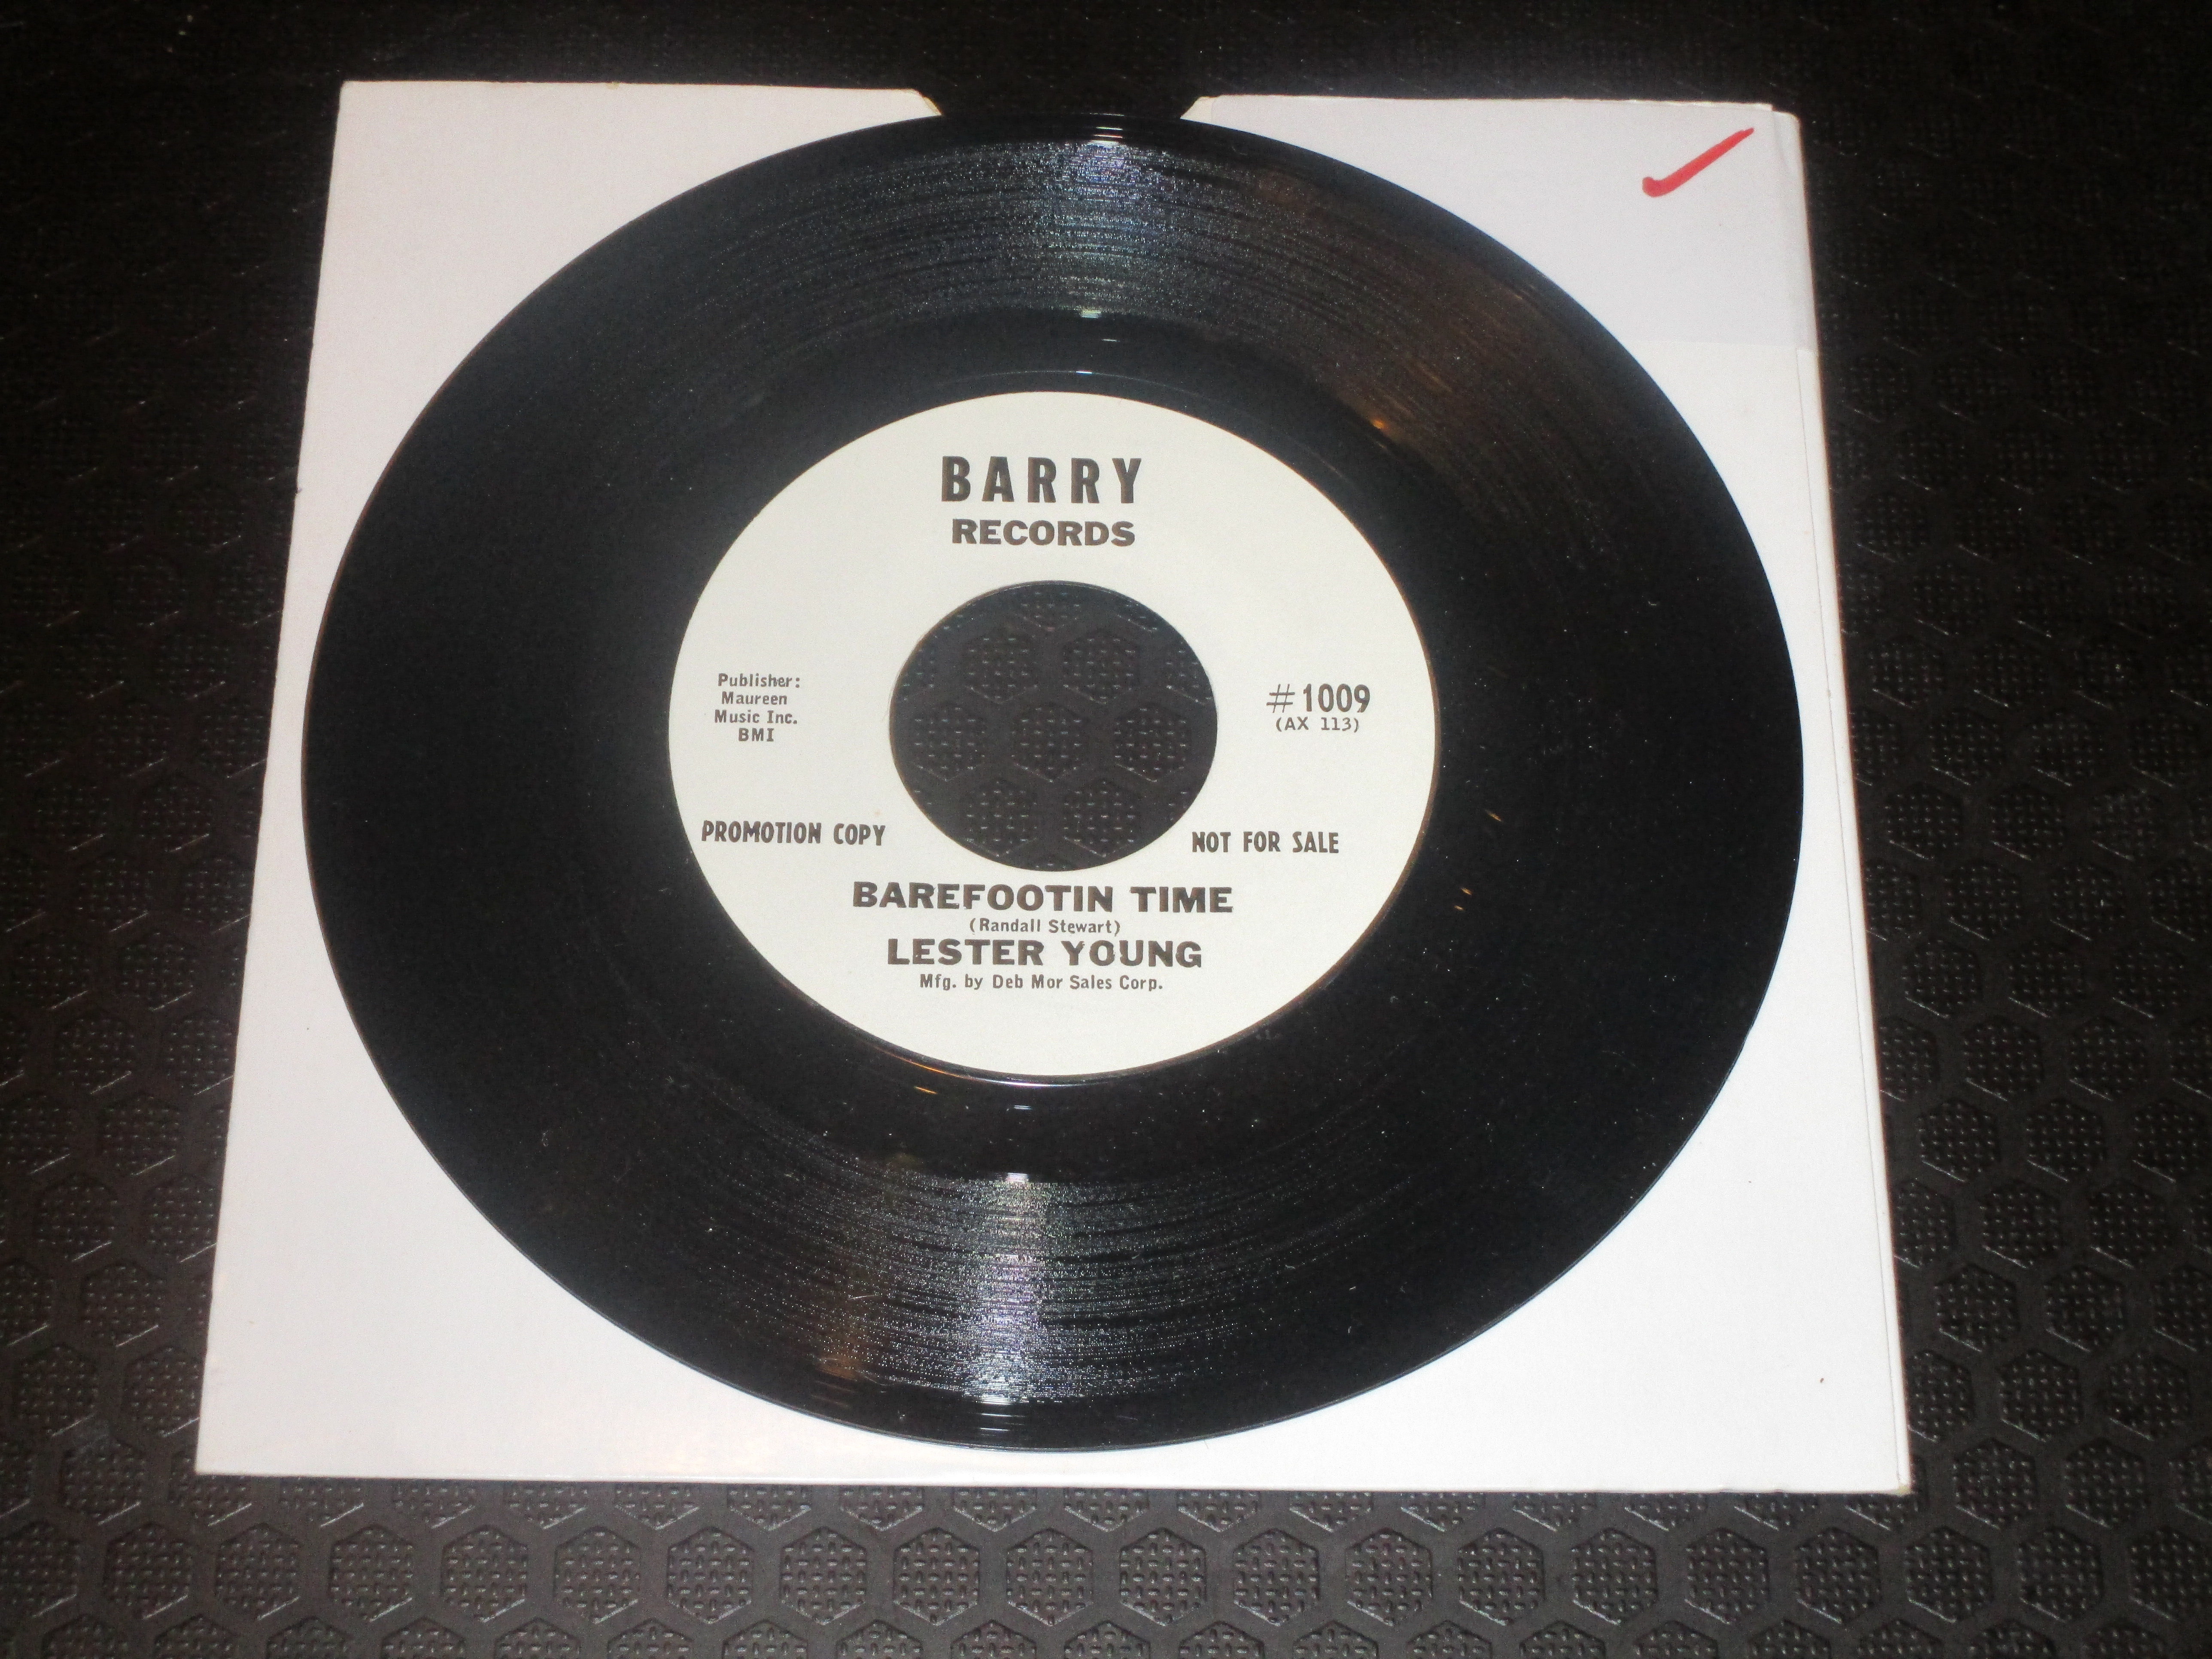 BARRY
RECORDS
Publisher:
Maureen
Music Inc.
BMI
#1009
(AX 113)
PROMOTION COPY
NOT FOR SALE
BAREFOOTIN TIME
(Randall Stewart)
LESTER YOUNG
Mfg. by Deb Mor Sales Corp.